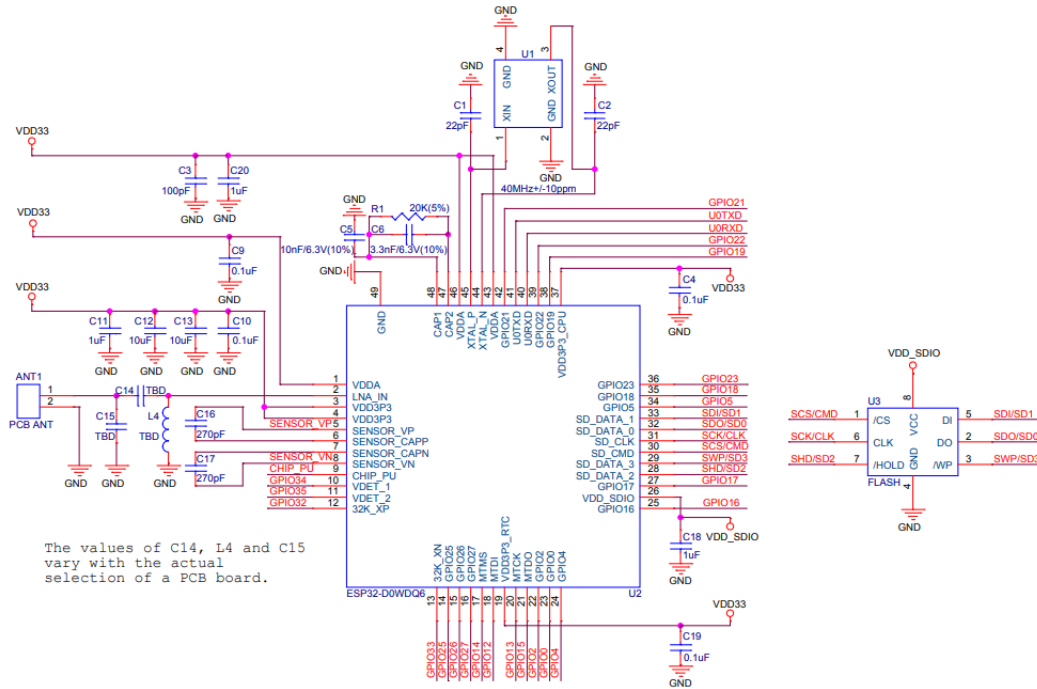 GND
4
3
U1
GND
XOUT
XIN
GND
1
2
GND
GND
C1
22pF
GND
C2
22pF
GND
40MHz+/-10ppm
VDD33
C3
100pF
GND
C20
1uF
GND
VDD33
C9
0.1uF
GND
VDD33
C11
1uF
GND
C12
10uF
GND
C13
10uF
GND
C10
0.1uF
GND
GND
R1
20K(5%)
C5
10nF/6.3V(10%)
C6
3.3nF/6.3V(10%)
GND
GPIO21
U0TXD
U0RXD
GPIO22
GPIO19
C4
0.1uF
GND
VDD33
49
48
47
46
45
44
43
42
41
40
39
38
37
GND
CAP1
CAP2
VDDA
XTAL_P
XTAL_N
VDDA
GPIO21
U0TXD
U0RXD
GPIO22
GPIO19
VDD3P3_CPU
ANT1
1
2
PCB ANT
GND
C15
TBD
GND
C14
TBD
L4
TBD
GND
C16
270pF
C17
270pF
SENSOR_VP
SENSOR_VN
CHIP_PU
GPIO34
GPIO35
GPIO32
1 VDDA
2 LNA_IN
3 VDD3P3
4 VDD3P3
5 SENSOR_VP
6 SENSOR_CAPP
7 SENSOR_CAPN
8 SENSOR_VN
9 CHIP_PU
10 VDET_1
11 VDET_2
12 32K_XP
GPIO23 36 GPIO23
GPIO18 35 GPIO18
GPIO5 34 GPIO5
SD_DATA_1 33 SDI/SD1
SD_DATA_0 32 SDO/SD0
SD_CLK 31 SCK/CLK
SD_CMD 30 SCS/CMD
SD_DATA_3 29 SWP/SD3
SD_DATA_2 28 SHD/SD2
GPIO17 27 GPIO17
VDD_SDIO 26
GPIO16 25 GPIO16
VDD_SDIO
C18
1uF
GND
32K_XN
GPIO25
GPIO26
GPIO27
MTMS
MTDI
VDD3P3_RTC
MTCK
MTDO
GPIO2
GPIO0
GPIO4
ESP32-D0WDQ6
U2
13
14
15
16
17
18
19
20
21
22
23
24
GPIO33
GPIO25
GPIO26
GPIO27
GPIO14
GPIO12
GPIO13
GPIO15
GPIO2
GPIO0
GPIO4
VDD33
C19
0.1uF
GND
VDD_SDIO
8
U3
SCS/CMD 1 /CS
SCK/CLK 6 CLK
SHD/SD2 7 /HOLD
VCC
GND
DI 5 SDI/SD1
DO 2 SDO/SD0
/WP 3 SWP/SD3
FLASH
4
GND
The values of C14, L4 and C15
vary with the actual
selection of a PCB board.